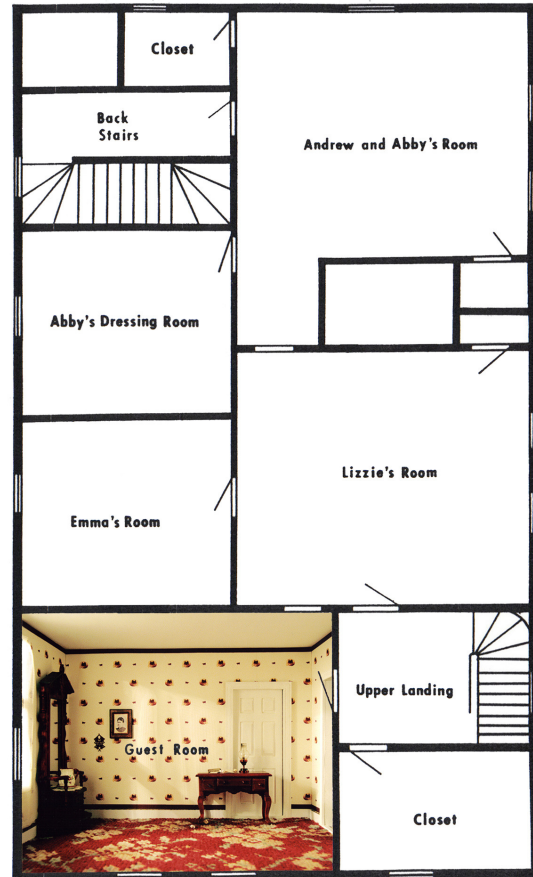 Closet
Back
Stairs
Andrew and Abby's Room
Abby's Dressing Room
Lizzie's Room
Emma's Room
Upper Landing
Guest Room
Closet